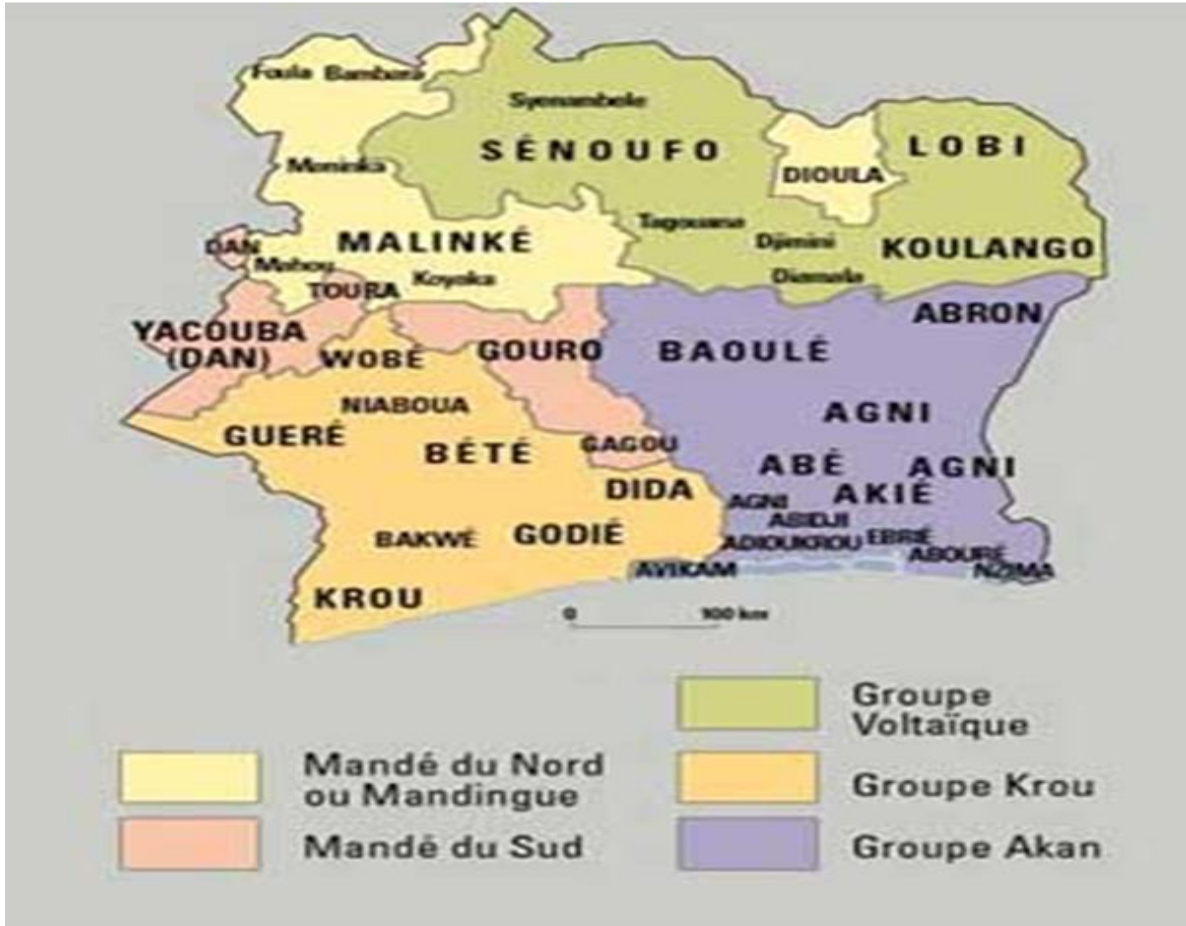 Foula Bambara
Syenambele
SÉNOUFO
LOBI
Maninka
DIOULA
Tagouana
DAN
MALINKÉ
Djimini
KOULANGO
Mahou
Koyaka
Diamala
TOURA
ABRON
YACOUBA
(DAN)
WOBÉ
GOURO
BAOULÉ
NIABOUA
AGNI
GUERÉ
BÉTÉ
GAGOU
ABÉ
AGNI
DIDA
AGNI
AKIÉ
ABIDJI
BAKWÉ
GODIÉ
ADIOUKROU
EBRIÉ
ABOURÉ
AVIKAM
NZIMA
KROU
0
100 km
Groupe
Voltaïque
Mandé du Nord
ou Mandingue
Groupe Krou
Mandé du Sud
Groupe Akan